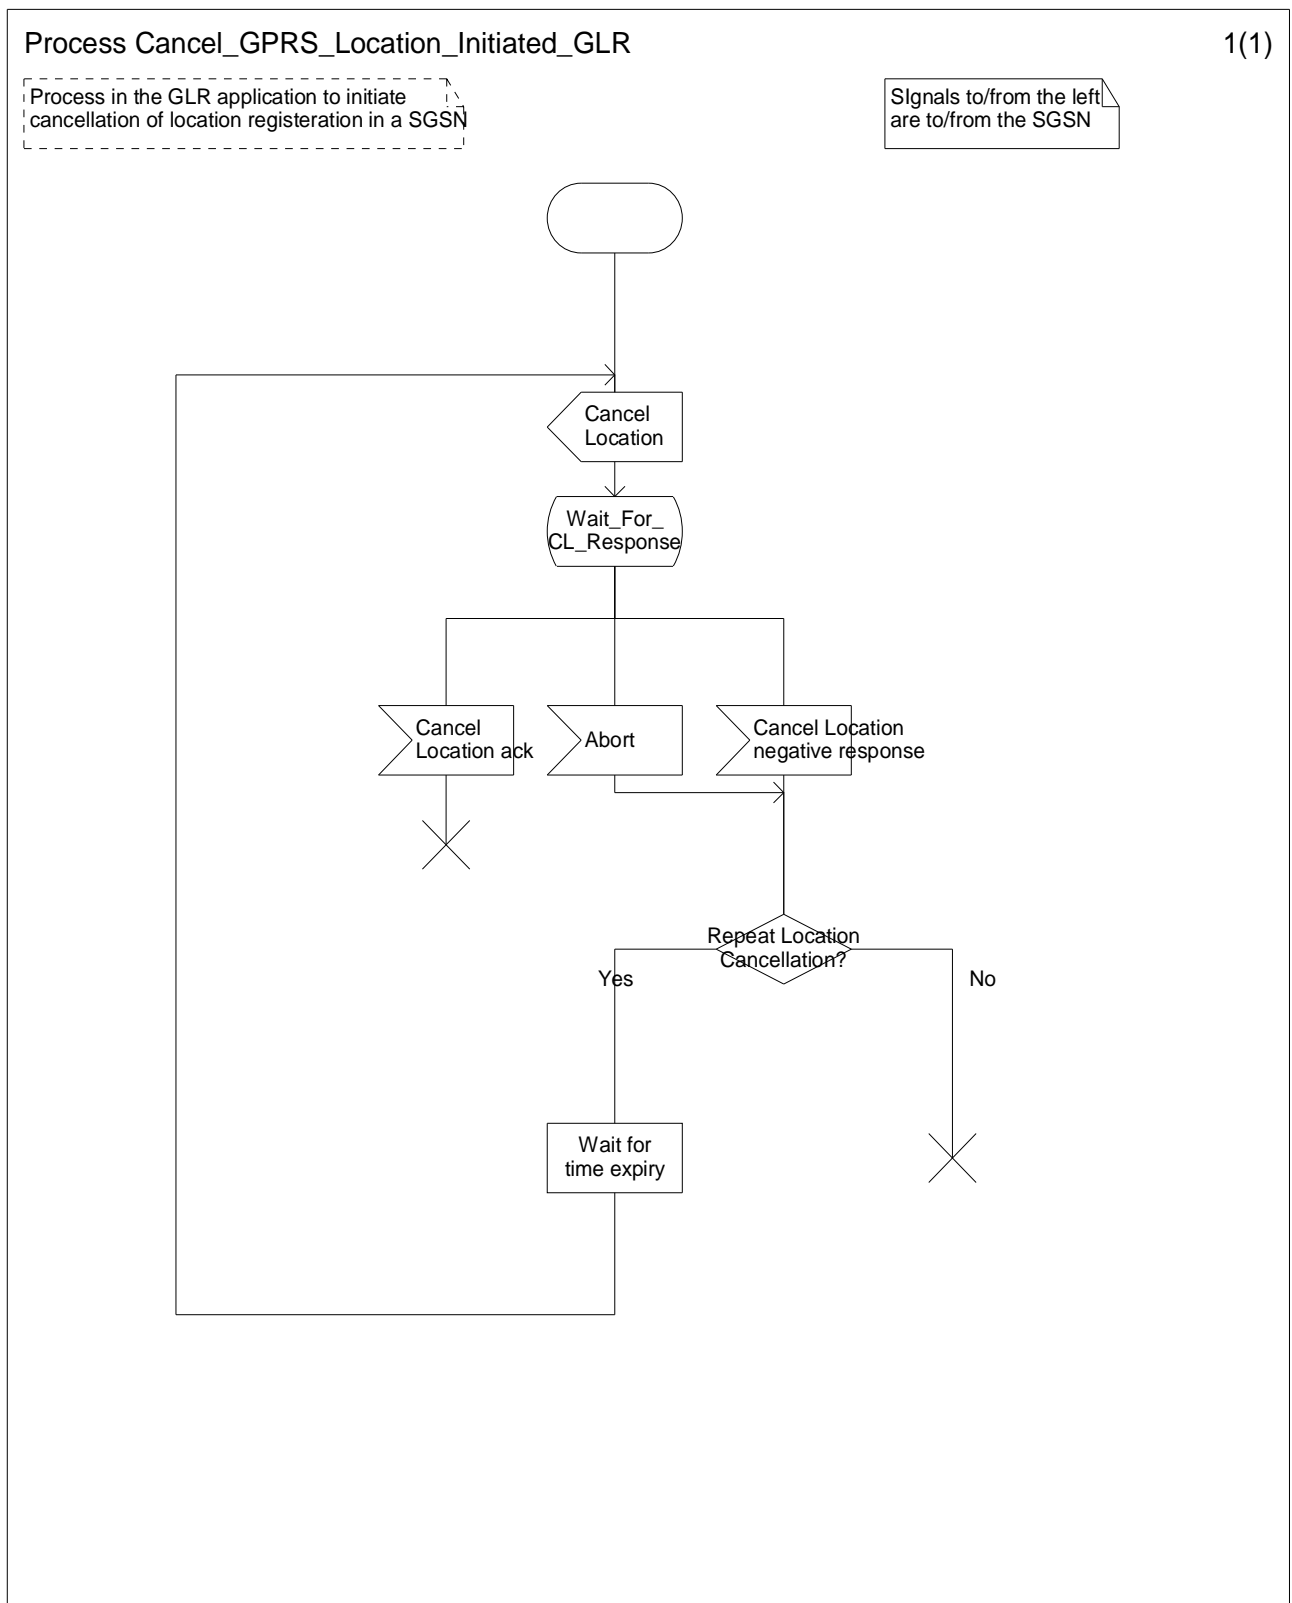 Process Cancel_GPRS_Location_Initiated_GLR
1(1)
Process in the GLR application to initiate
cancellation of location registeration in a SGSN
SIgnals to/from the left
are to/from the SGSN
Cancel
Location
Wait_For_
CL_Response
Cancel
Location ack
Abort
Cancel Location
negative response
Repeat Location
Cancellation?
Yes
No
Wait for
time expiry